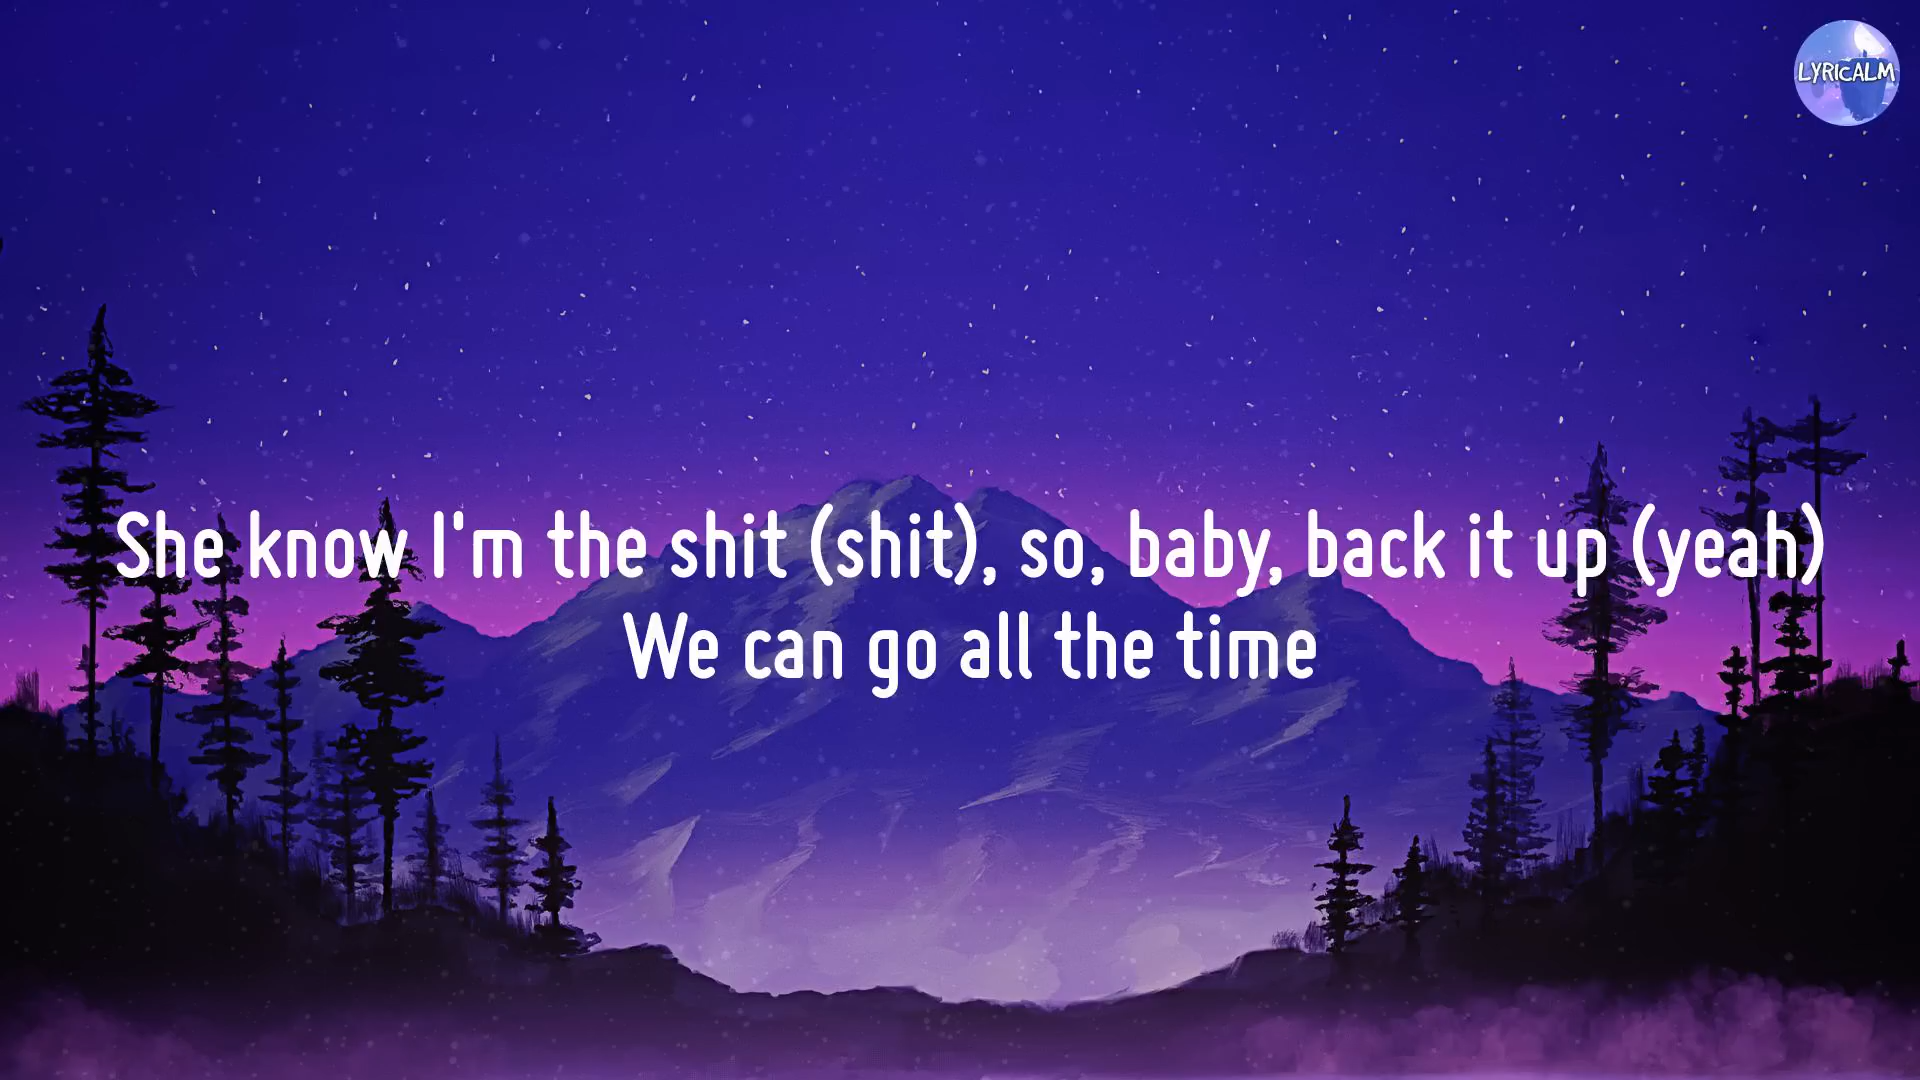 LYRICALM
She know I'm the shit (shit), so, baby, back it up (yeah)
We can go all the time